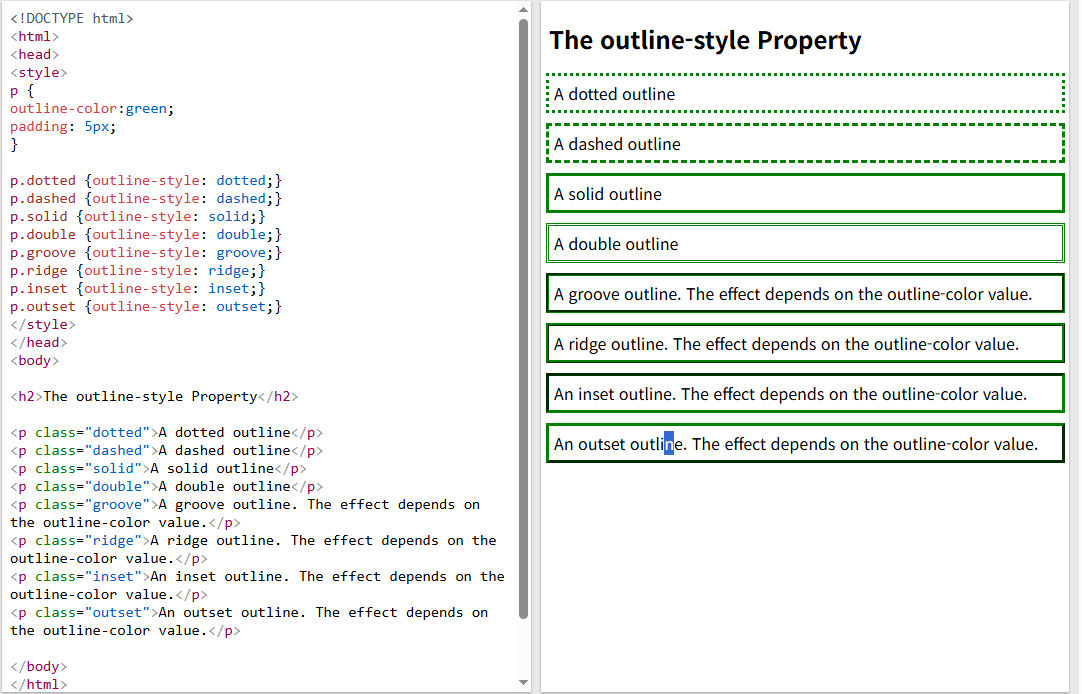 <!DOCTYPE html>
<html>
<head>
<style>
p {
outline-color:green;
padding: 5px;
}
p.dotted {outline-style: dotted;}
p.dashed {outline-style: dashed;}
p.solid {outline-style: solid;}
p.double {outline-style: double;}
p.groove {outline-style: groove;}
p.ridge {outline-style: ridge;}
p.inset {outline-style: inset;}
p.outset {outline-style: outset;}
</style>
</head>
<body>
<h2>The outline-style Property</h2>
<p class="dotted">A dotted outline</p>
<p class="dashed">A dashed outline</p>
<p class="solid">A solid outline</p>
<p class="double">A double outline</p>
<p class="groove">A groove outline. The effect depends on
the outline-color value.</p>
<p class="ridge">A ridge outline. The effect depends on the
outline-color value.</p>
<p class="inset">An inset outline. The effect depends on the
outline-color value.</p>
<p class="outset">An outset outline. The effect depends on
the outline-color value.</p>
</body>
</html>
The outline-style Property
A dotted outline
A dashed outline
A solid outline
A double outline
A groove outline. The effect depends on the outline-color value.
A ridge outline. The effect depends on the outline-color value.
An inset outline. The effect depends on the outline-color value.
An outset outline. The effect depends on the outline-color value.